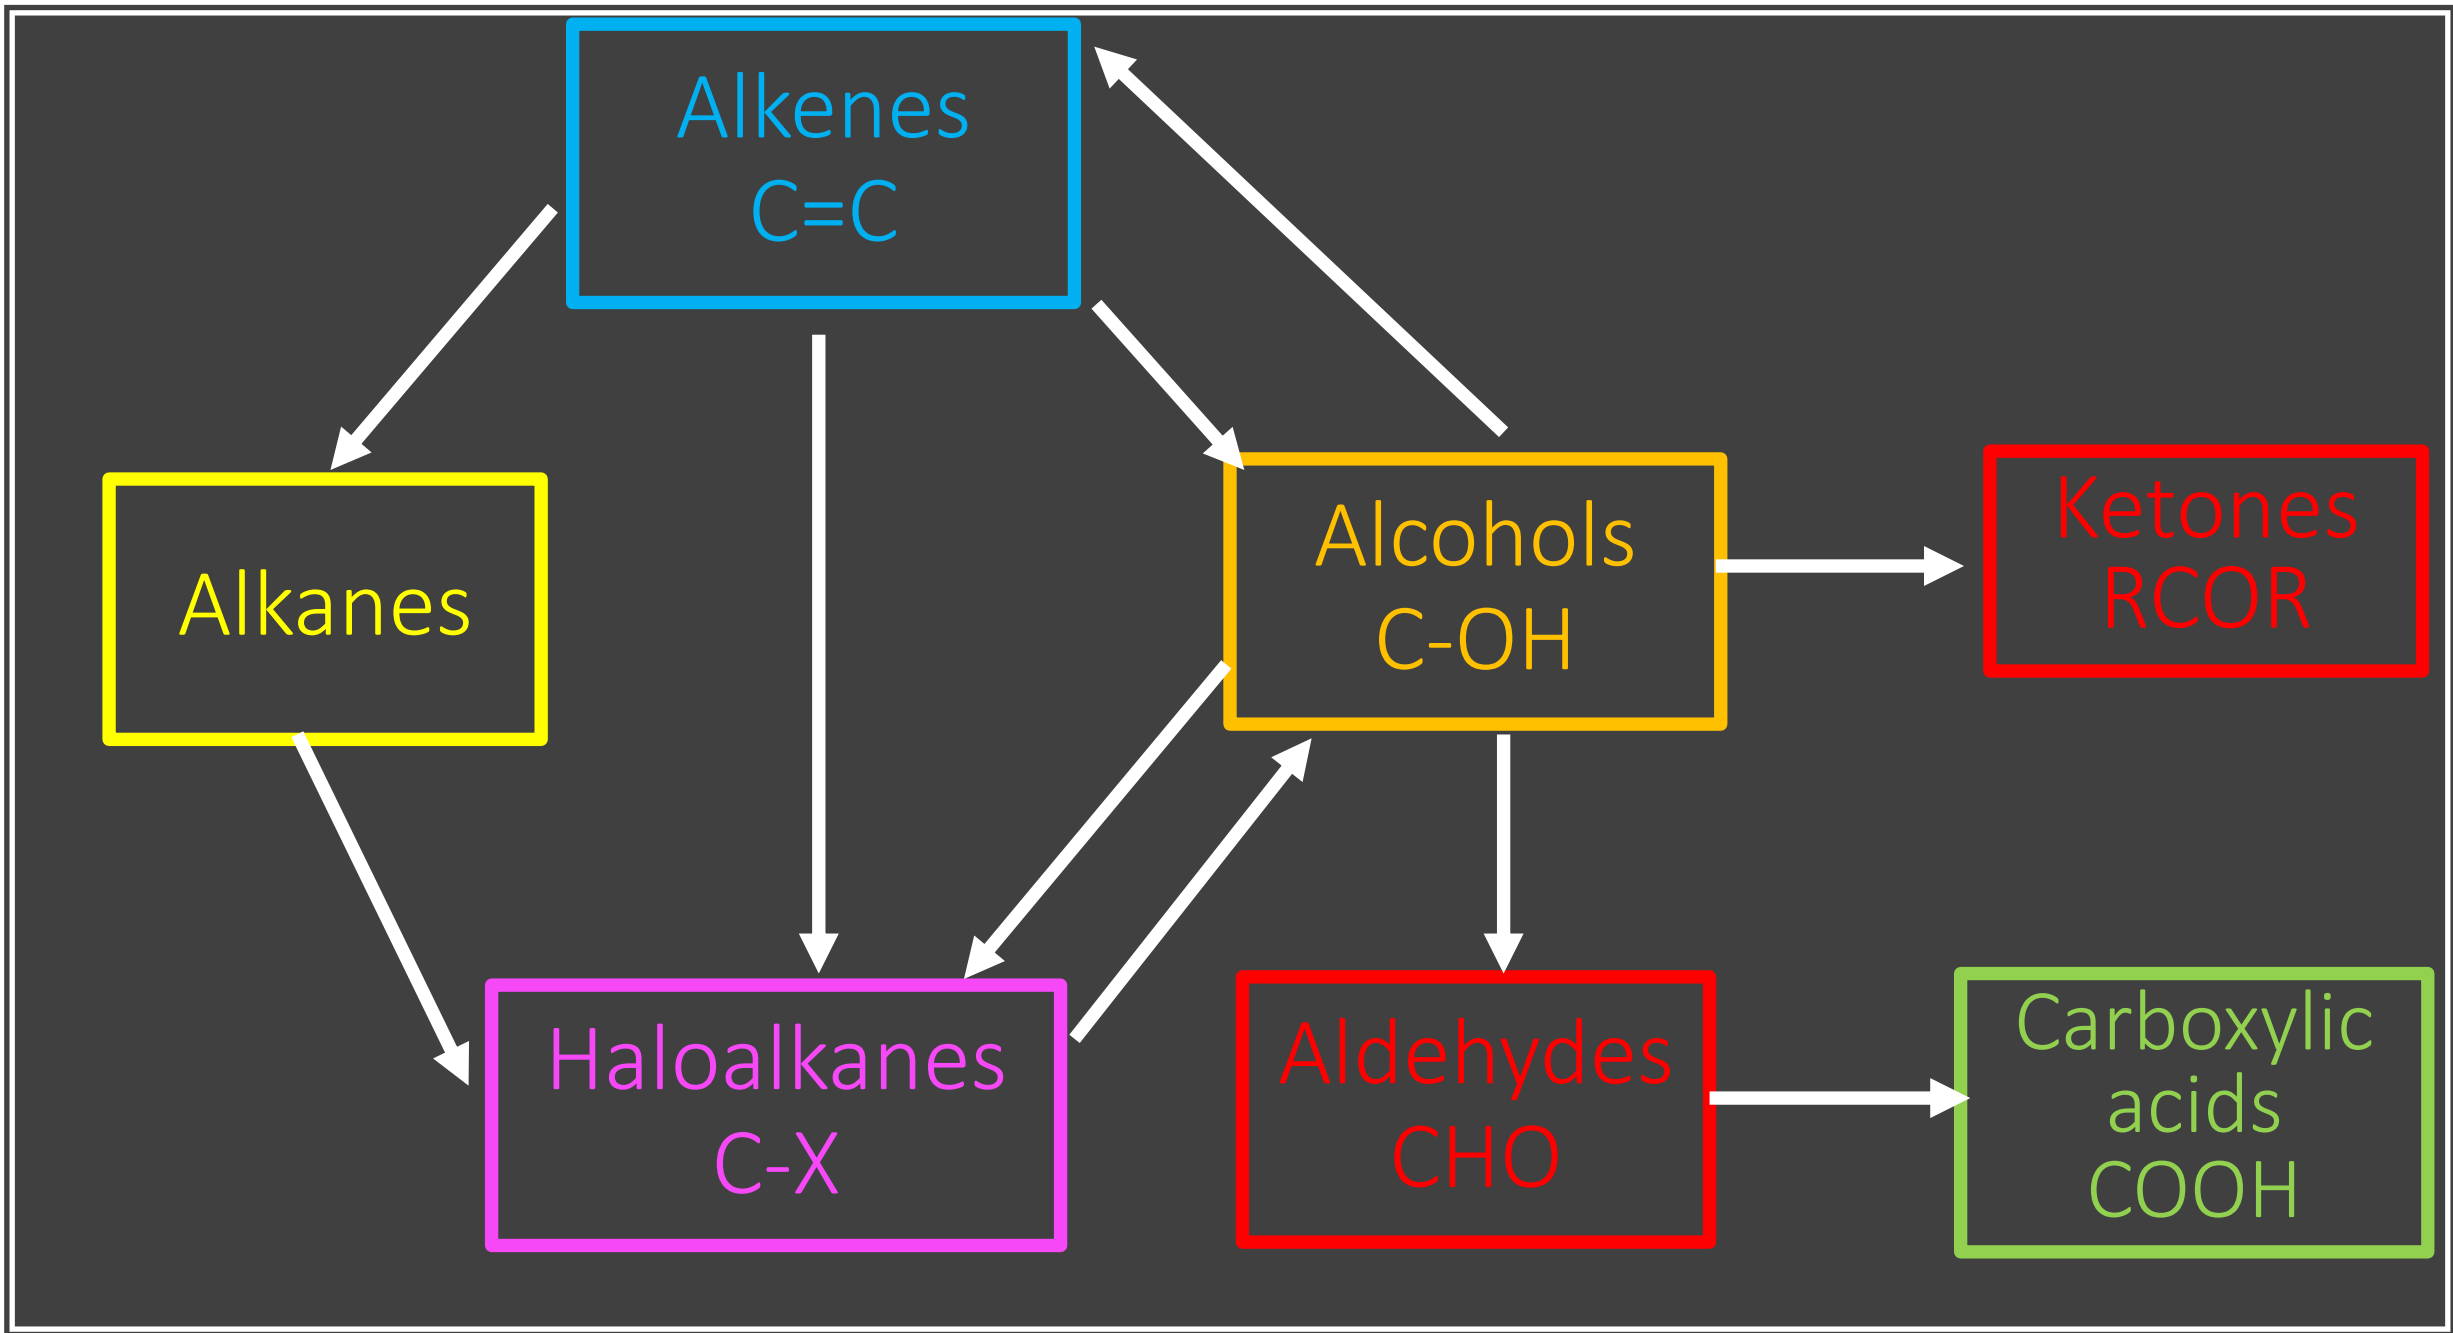 Alkenes
C=C
Alkanes
Alcohols
C-OH
Ketones
RCOR
Haloalkanes
C-X
Aldehydes
CHO
Carboxylic
acids
COOH